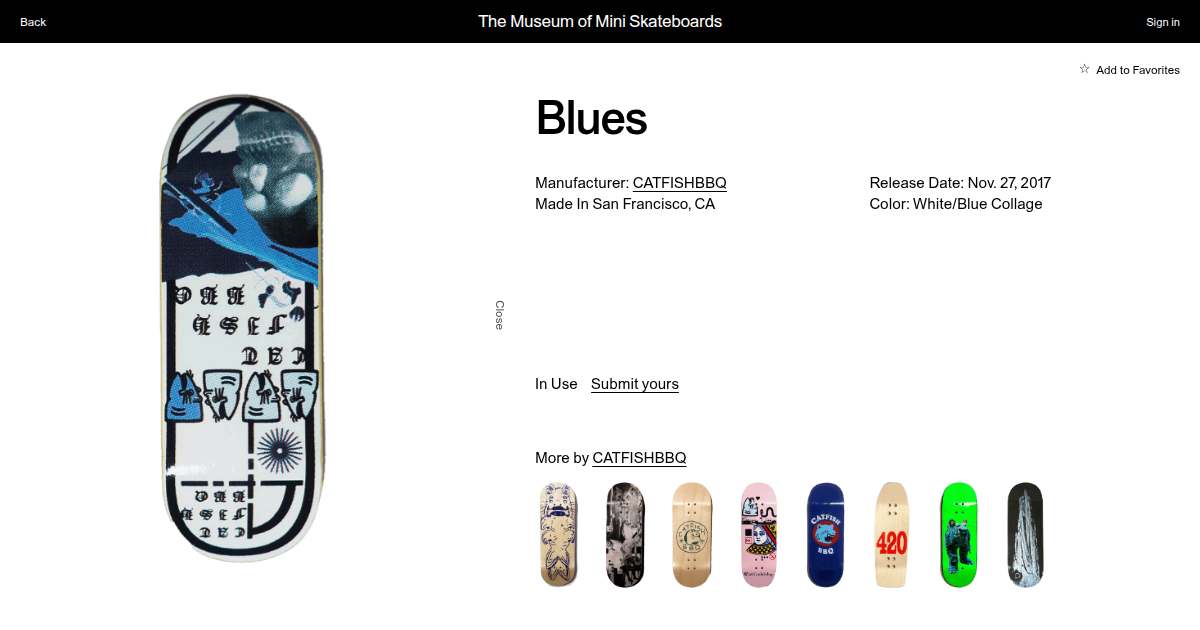 Back
The Museum of Mini Skateboards
Sign in
☆ Add to Favorites
Blues
Manufacturer: CATFISHBBQ
Made In San Francisco, CA
Release Date: Nov. 27, 2017
Color: White/Blue Collage
Close
In Use Submit yours
More by CATFISHBBQ
CATFISH
BBQ
420